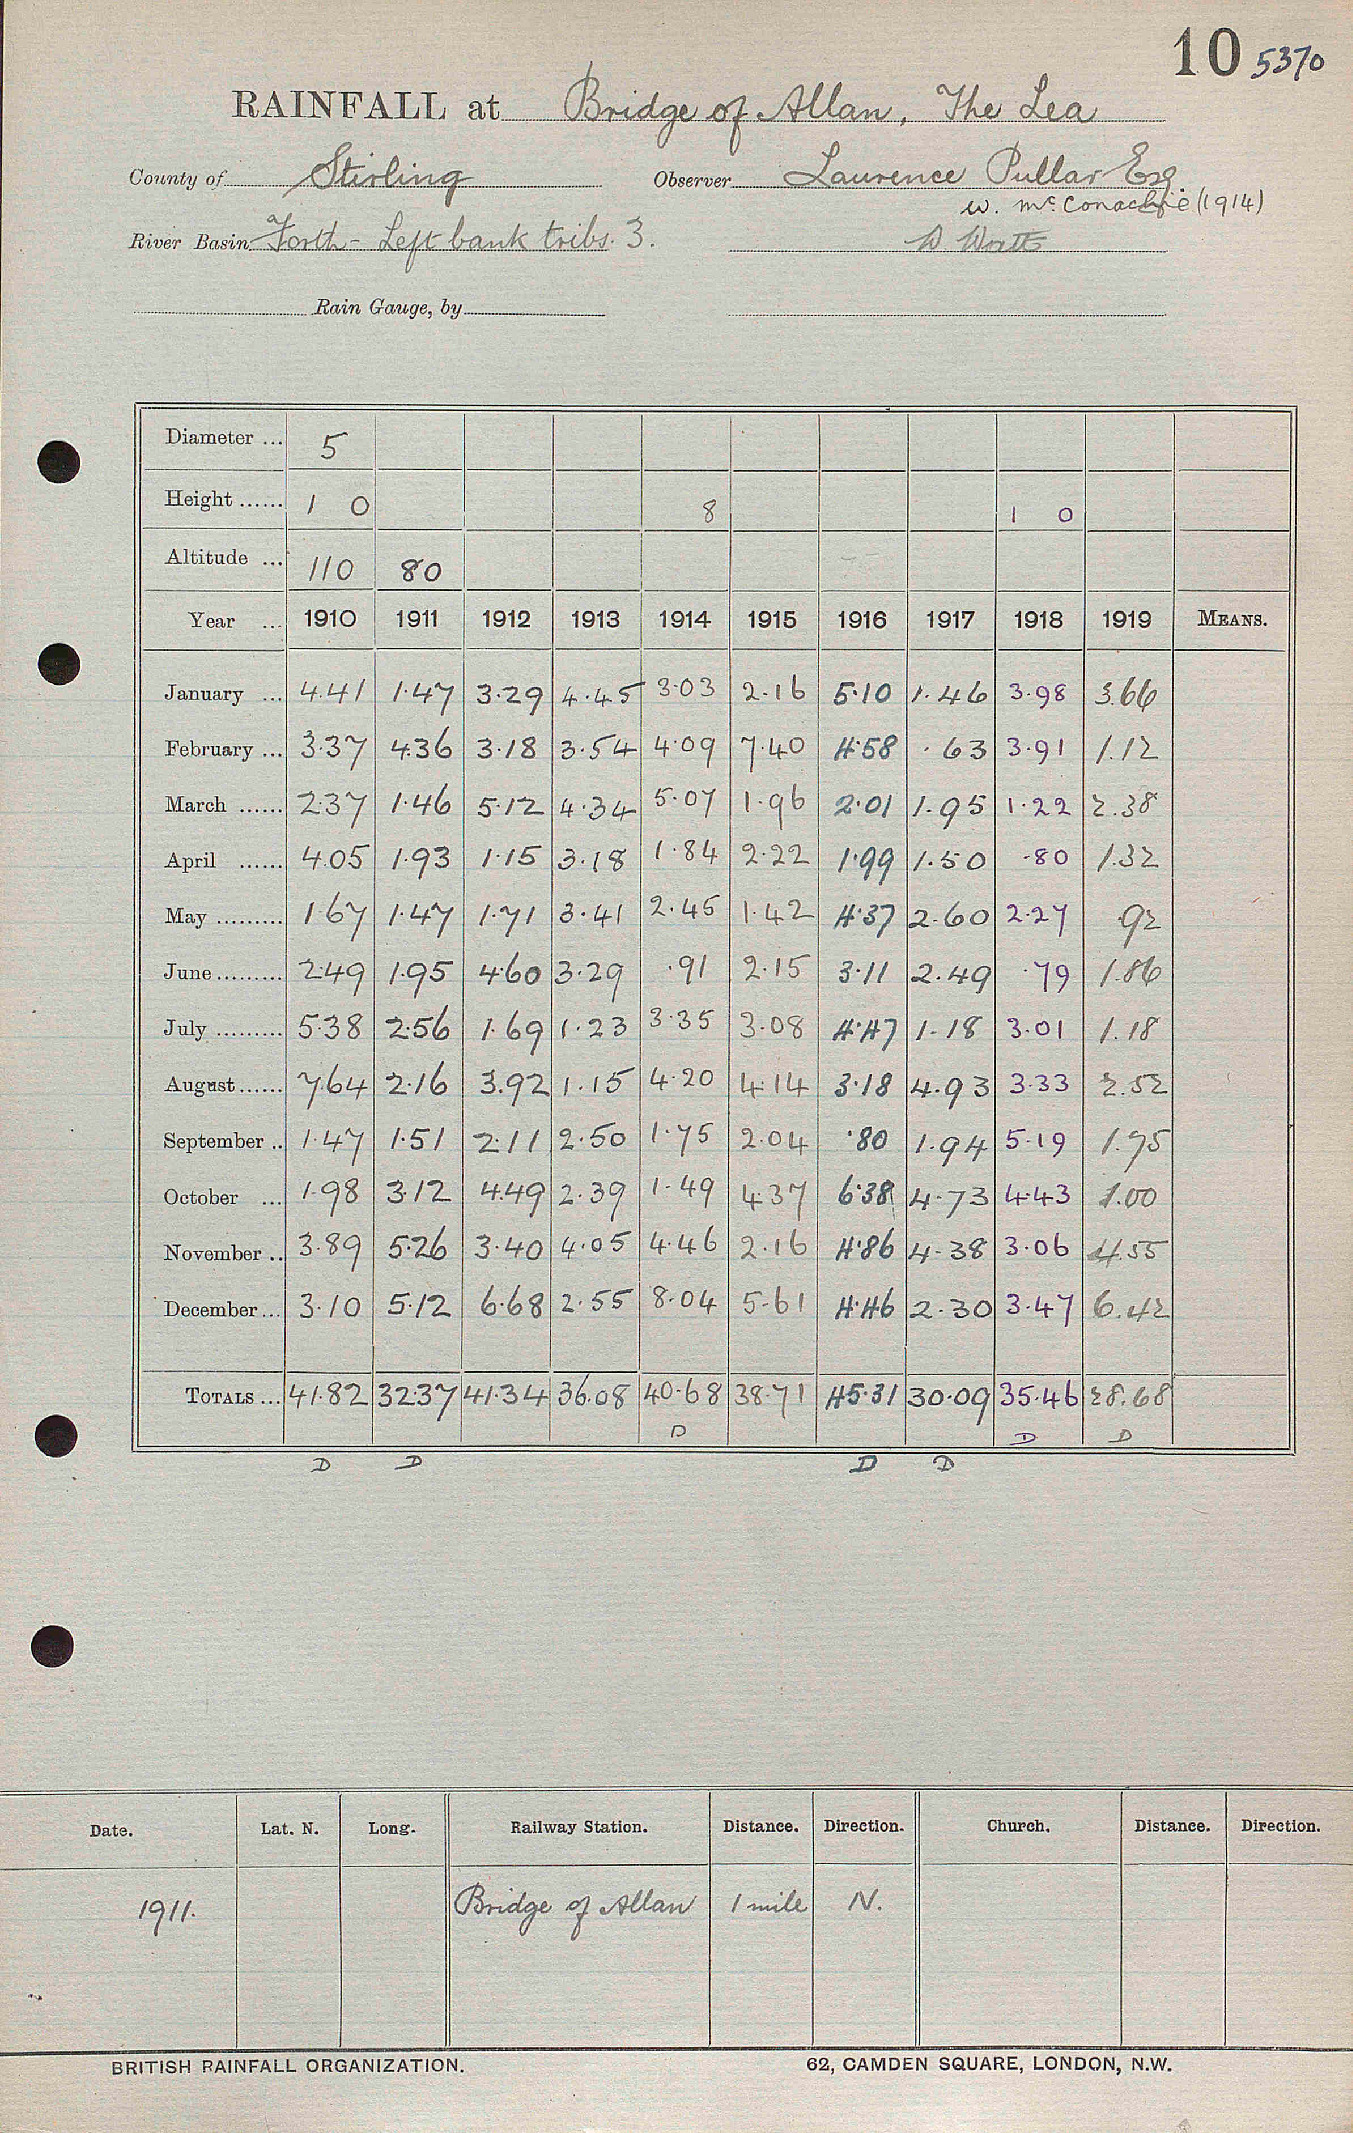 10 5370
RAINFALL at Bridge of Allan, The Lea
County of Stirling Observer Laurence Pullar Esq.
W. McConachie (1914)
River Basin Forth - Left bank tribs. 3. W
Rain Gauge, by
Diameter ... 5
Height ...... 1 0 8 1 0
Altitude ... 110 80
Year ... 1910 1911 1912 1913 1914 1915 1916 1917 1918 1919 MEANS.
January ... 4.41 1.47 3.29 4.45 3.03 2.16 5.10 1.46 3.98 3.66
February ... 3.37 4.36 3.18 3.54 4.09 7.40 4.58 .63 3.91 1.12
March ...... 2.37 1.46 5.12 4.34 5.07 1.96 2.01 1.95 1.22 2.38
April ...... 4.05 1.93 1.15 3.18 1.84 2.22 1.99 1.50 .80 1.32
May ......... 1.67 1.47 1.71 3.41 2.45 1.42 4.37 2.60 2.27 .92
June ......... 2.49 1.95 4.60 3.29 .91 2.15 3.11 2.49 .79 1.86
July ......... 5.38 2.56 1.69 1.23 3.35 3.08 4.47 1.18 3.01 1.18
August ...... 7.64 2.16 3.92 1.15 4.20 4.14 3.18 4.93 3.33 2.52
September .. 1.47 1.51 2.11 2.50 1.75 2.04 .80 1.94 5.19 1.75
October ... 1.98 3.12 4.49 2.39 1.49 4.37 6.38 4.73 4.43 1.00
November .. 3.89 5.26 3.40 4.05 4.46 2.16 4.86 4.38 3.06 4.55
December ... 3.10 5.12 6.68 2.55 8.04 5.61 4.46 2.30 3.47 6.42
TOTALS ... 41.82 32.37 41.34 36.08 40.68 38.71 45.31 30.09 35.46 28.68
D D D
D D D D
Date. Lat. N. Long. Railway Station. Distance. Direction. Church. Distance. Direction.
1911. Bridge of Allan 1 mile N.
BRITISH RAINFALL ORGANIZATION. 62, CAMDEN SQUARE, LONDON, N.W.